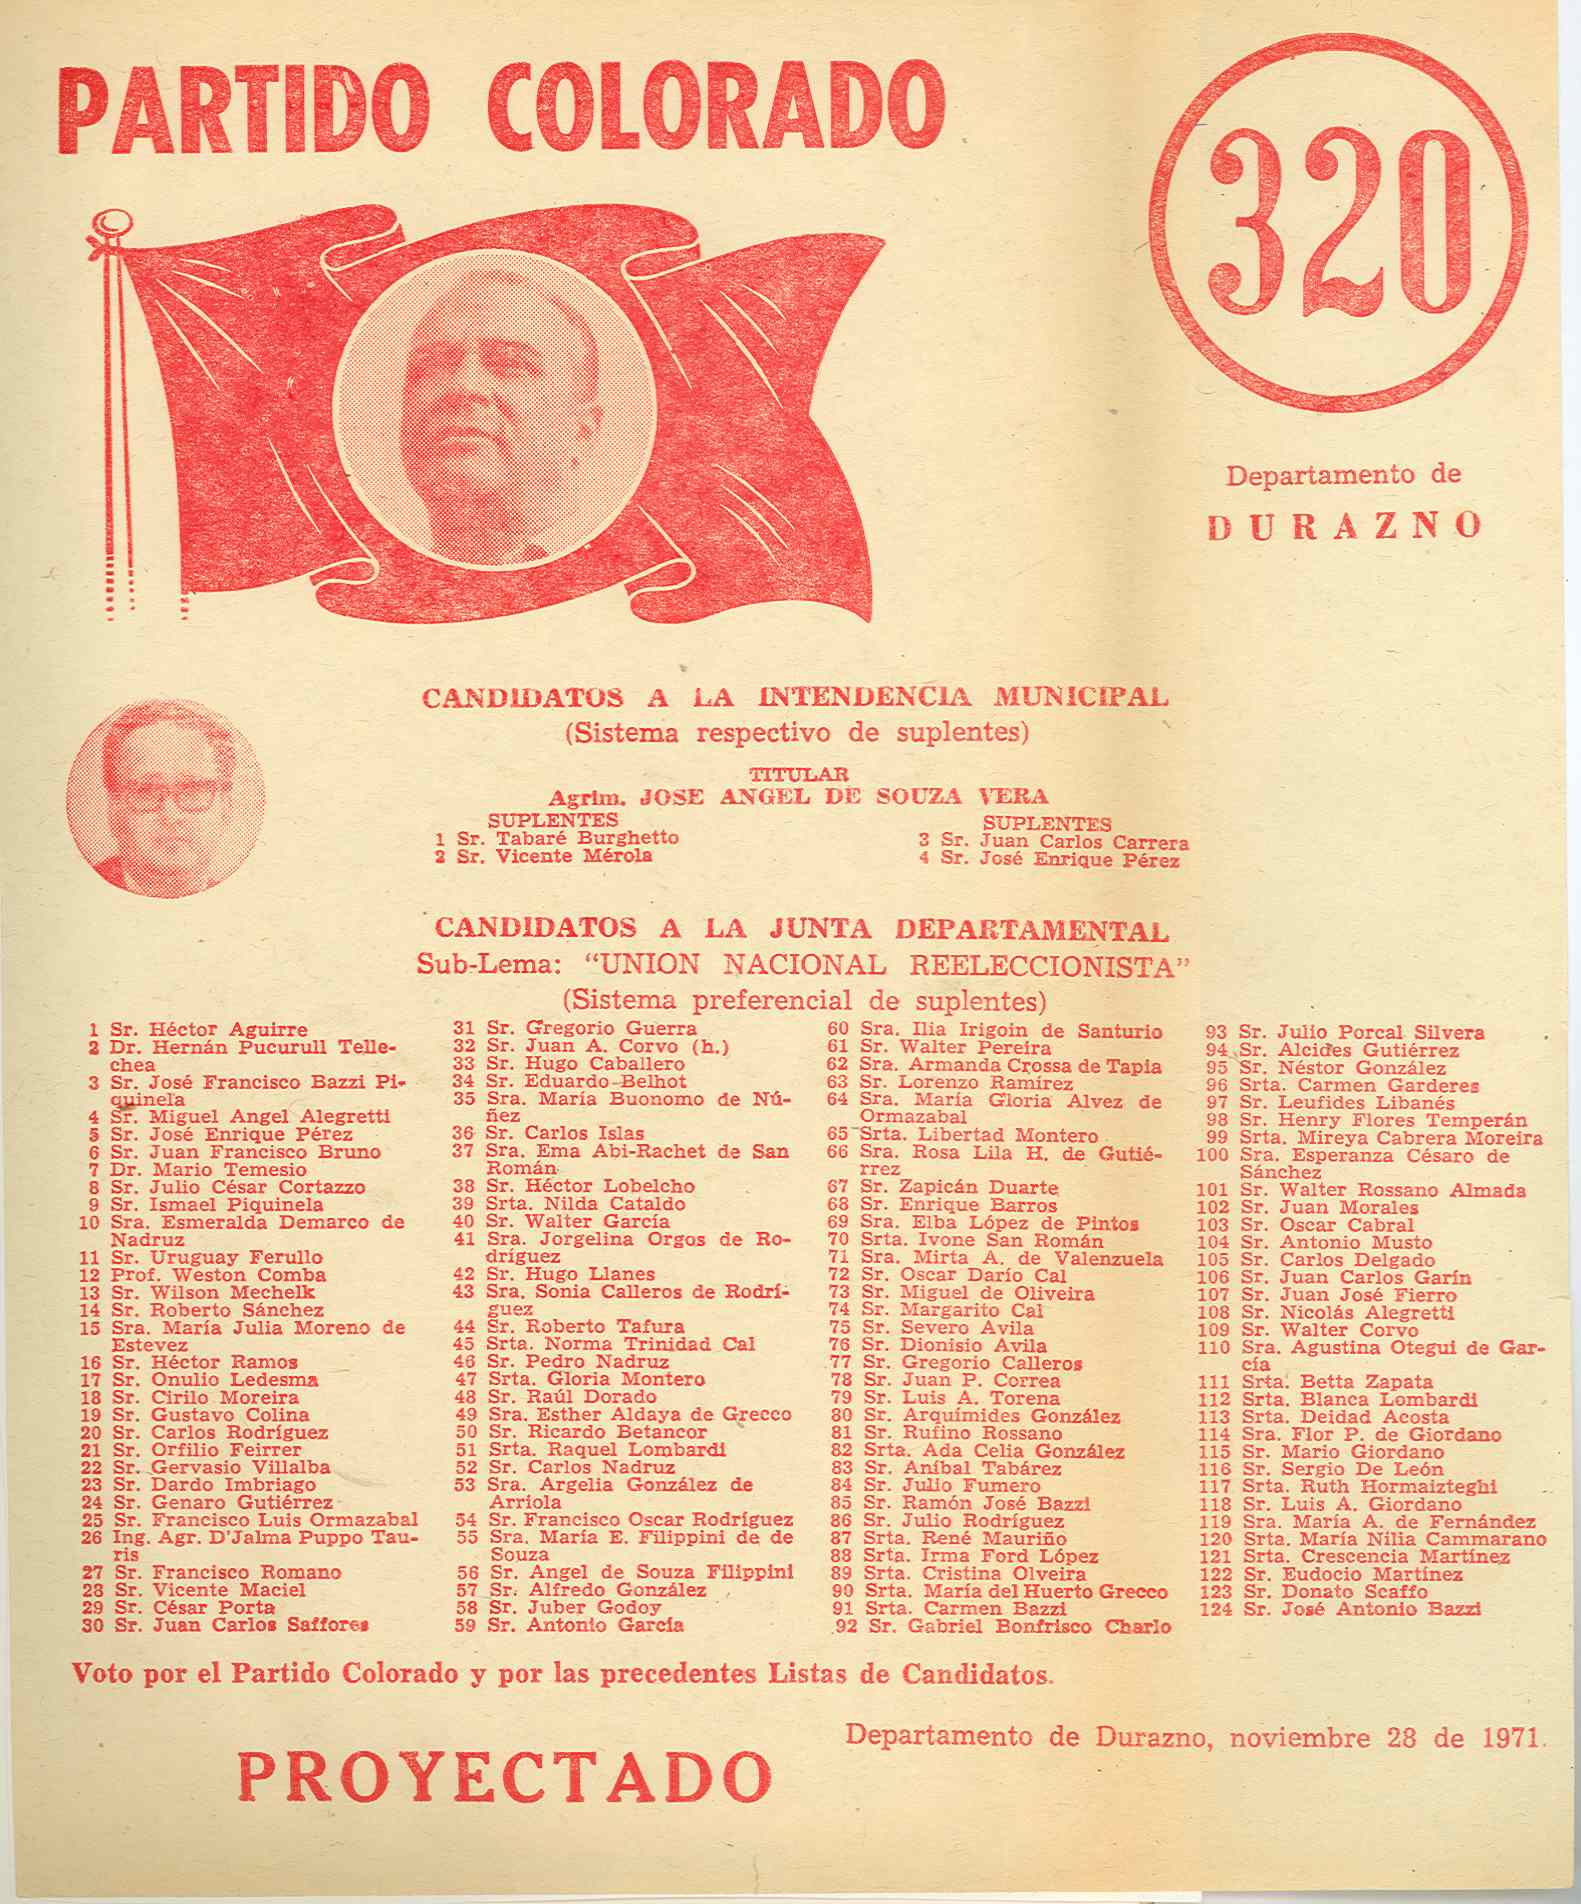 PARTIDO COLORADO
320
Departamento de
DURAZNO
CANDIDATOS A LA INTENDENCIA MUNICIPAL
(Sistema respectivo de suplentes)
TITULAR
Agrim. JOSE ANGEL DE SOUZA VERA
SUPLENTES
1 Sr. Tabaré Burghetto
2 Sr. Vicente Mérola
SUPLENTES
3 Sr. Juan Carlos Carrera
4 Sr. José Enrique Pérez
CANDIDATOS A LA JUNTA DEPARTAMENTAL
Sub-Lema: “UNION NACIONAL REELECCIONISTA”
(Sistema preferencial de suplentes)
1 Sr. Héctor Aguirre
2 Dr. Hernán Pucurull Telle-
chea
3 Sr. José Francisco Bazzi Pi-
quinela
4 Sr. Miguel Angel Alegretti
5 Sr. José Enrique Pérez
6 Sr. Juan Francisco Bruno
7 Dr. Mario Temesio
8 Sr. Julio César Cortazzo
9 Sr. Ismael Piquinela
10 Sra. Esmeralda Demarco de
Nadruz
11 Sr. Uruguay Ferullo
12 Prof. Weston Comba
13 Sr. Wilson Mechelk
14 Sr. Roberto Sánchez
15 Sra. María Julia Moreno de
Estevez
16 Sr. Héctor Ramos
17 Sr. Onulio Ledesma
18 Sr. Cirilo Moreira
19 Sr. Gustavo Colina
20 Sr. Carlos Rodríguez
21 Sr. Orfilio Feirrer
22 Sr. Gervasio Villalba
23 Sr. Dardo Imbriago
24 Sr. Genaro Gutiérrez
25 Sr. Francisco Luis Ormazabal
26 Ing. Agr. D'Jalma Puppo Tau-
ris
27 Sr. Francisco Romano
28 Sr. Vicente Maciel
29 Sr. César Porta
30 Sr. Juan Carlos Saffores
31 Sr. Gregorio Guerra
32 Sr. Juan A. Corvo (h.)
33 Sr. Hugo Caballero
34 Sr. Eduardo Belhot
35 Sra. María Buonomo de Nú-
ñez
36 Sr. Carlos Islas
37 Sra. Ema Abi-Rachet de San
Román
38 Sr. Héctor Lobelcho
39 Srta. Nilda Cataldo
40 Sr. Walter García
41 Sra. Jorgelina Orgos de Ro-
dríguez
42 Sr. Hugo Llanes
43 Sra. Sonia Calleros de Rodrí-
guez
44 Sr. Roberto Tafura
45 Srta. Norma Trinidad Cal
46 Sr. Pedro Nadruz
47 Srta. Gloria Montero
48 Sr. Raúl Dorado
49 Sra. Esther Aldaya de Grecco
50 Sr. Ricardo Betancor
51 Srta. Raquel Lombardi
52 Sr. Carlos Nadruz
53 Sra. Argelia González de
Arriola
54 Sr. Francisco Oscar Rodríguez
55 Sra. María E. Filippini de de
Souza
56 Sr. Angel de Souza Filippini
57 Sr. Alfredo González
58 Sr. Juber Godoy
59 Sr. Antonio García
60 Sra. Ilia Irigoin de Santurio
61 Sr. Walter Pereira
62 Sra. Armanda Crossa de Tapia
63 Sr. Lorenzo Ramírez
64 Sra. María Gloria Alvez de
Ormazabal
65 Srta. Libertad Montero
66 Sra. Rosa Lila H. de Gutié-
rrez
67 Sr. Zapicán Duarte
68 Sr. Enrique Barros
69 Sra. Elba López de Pintos
70 Srta. Ivone San Román
71 Sra. Mirta A. de Valenzuela
72 Sr. Oscar Darío Cal
73 Sr. Miguel de Oliveira
74 Sr. Margarito Cal
75 Sr. Severo Avila
76 Sr. Dionisio Avila
77 Sr. Gregorio Calleros
78 Sr. Juan P. Correa
79 Sr. Luis A. Torena
80 Sr. Arquímides González
81 Sr. Rufino Rossano
82 Srta. Ada Celia González
83 Sr. Aníbal Tabárez
84 Sr. Julio Fumero
85 Sr. Ramón José Bazzi
86 Sr. Julio Rodríguez
87 Srta. René Mauriño
88 Srta. Irma Ford López
89 Srta. Cristina Olveira
90 Srta. María del Huerto Grecco
91 Srta. Carmen Bazzi
92 Sr. Gabriel Bonfrisco Charlo
93 Sr. Julio Porcal Silvera
94 Sr. Alcides Gutiérrez
95 Sr. Néstor González
96 Srta. Carmen Garderes
97 Sr. Leufides Libanés
98 Sr. Henry Flores Temperán
99 Srta. Mireya Cabrera Moreira
100 Sra. Esperanza Césaro de
Sánchez
101 Sr. Walter Rossano Almada
102 Sr. Juan Morales
103 Sr. Oscar Cabral
104 Sr. Antonio Musto
105 Sr. Carlos Delgado
106 Sr. Juan Carlos Garín
107 Sr. Juan José Fierro
108 Sr. Nicolás Alegretti
109 Sr. Walter Corvo
110 Sra. Agustina Otegui de Gar-
cía
111 Srta. Betta Zapata
112 Srta. Blanca Lombardi
113 Srta. Deidad Acosta
114 Sra. Flor P. de Giordano
115 Sr. Mario Giordano
116 Sr. Sergio De León
117 Srta. Ruth Hormaizteghi
118 Sr. Luis A. Giordano
119 Sra. María A. de Fernández
120 Srta. María Nilia Cammarano
121 Srta. Crescencia Martínez
122 Sr. Eudocio Martínez
123 Sr. Donato Scaffo
124 Sr. José Antonio Bazzi
Voto por el Partido Colorado y por las precedentes Listas de Candidatos.
Departamento de Durazno, noviembre 28 de 1971.
PROYECTADO